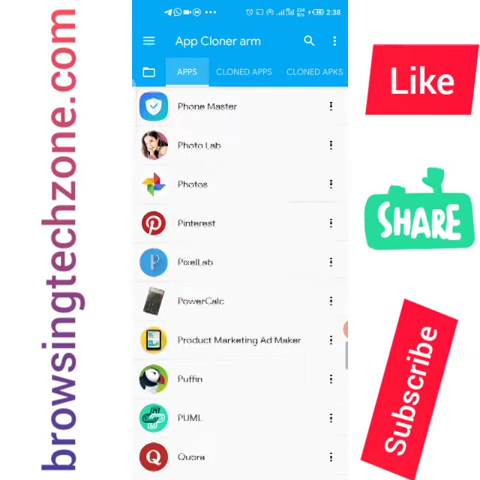 browsingtechzone.com
2:38
App Cloner arm
APPS
CLONED APPS
CLONED APKS
Phone Master
Photo Lab
Photos
Pinterest
PixelLab
PowerCalc
Product Marketing Ad Maker
Puffin
PUML
Quora
Like
SHARE
Subscribe